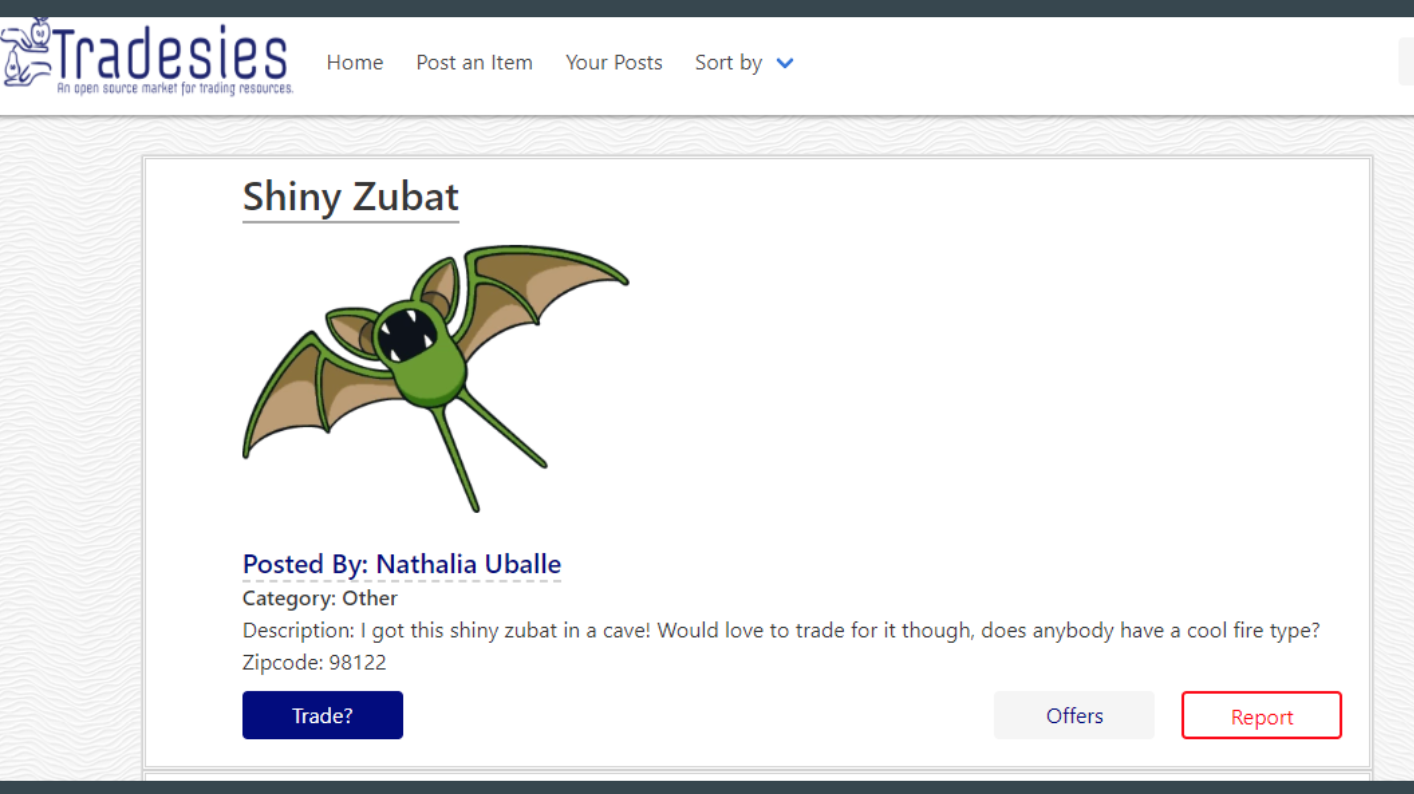 Tradesies
An open source market for trading resources.
Home Post an Item Your Posts Sort by
Shiny Zubat
Posted By: Nathalia Uballe
Category: Other
Description: I got this shiny zubat in a cave! Would love to trade for it though, does anybody have a cool fire type?
Zipcode: 98122
Trade? Offers Report